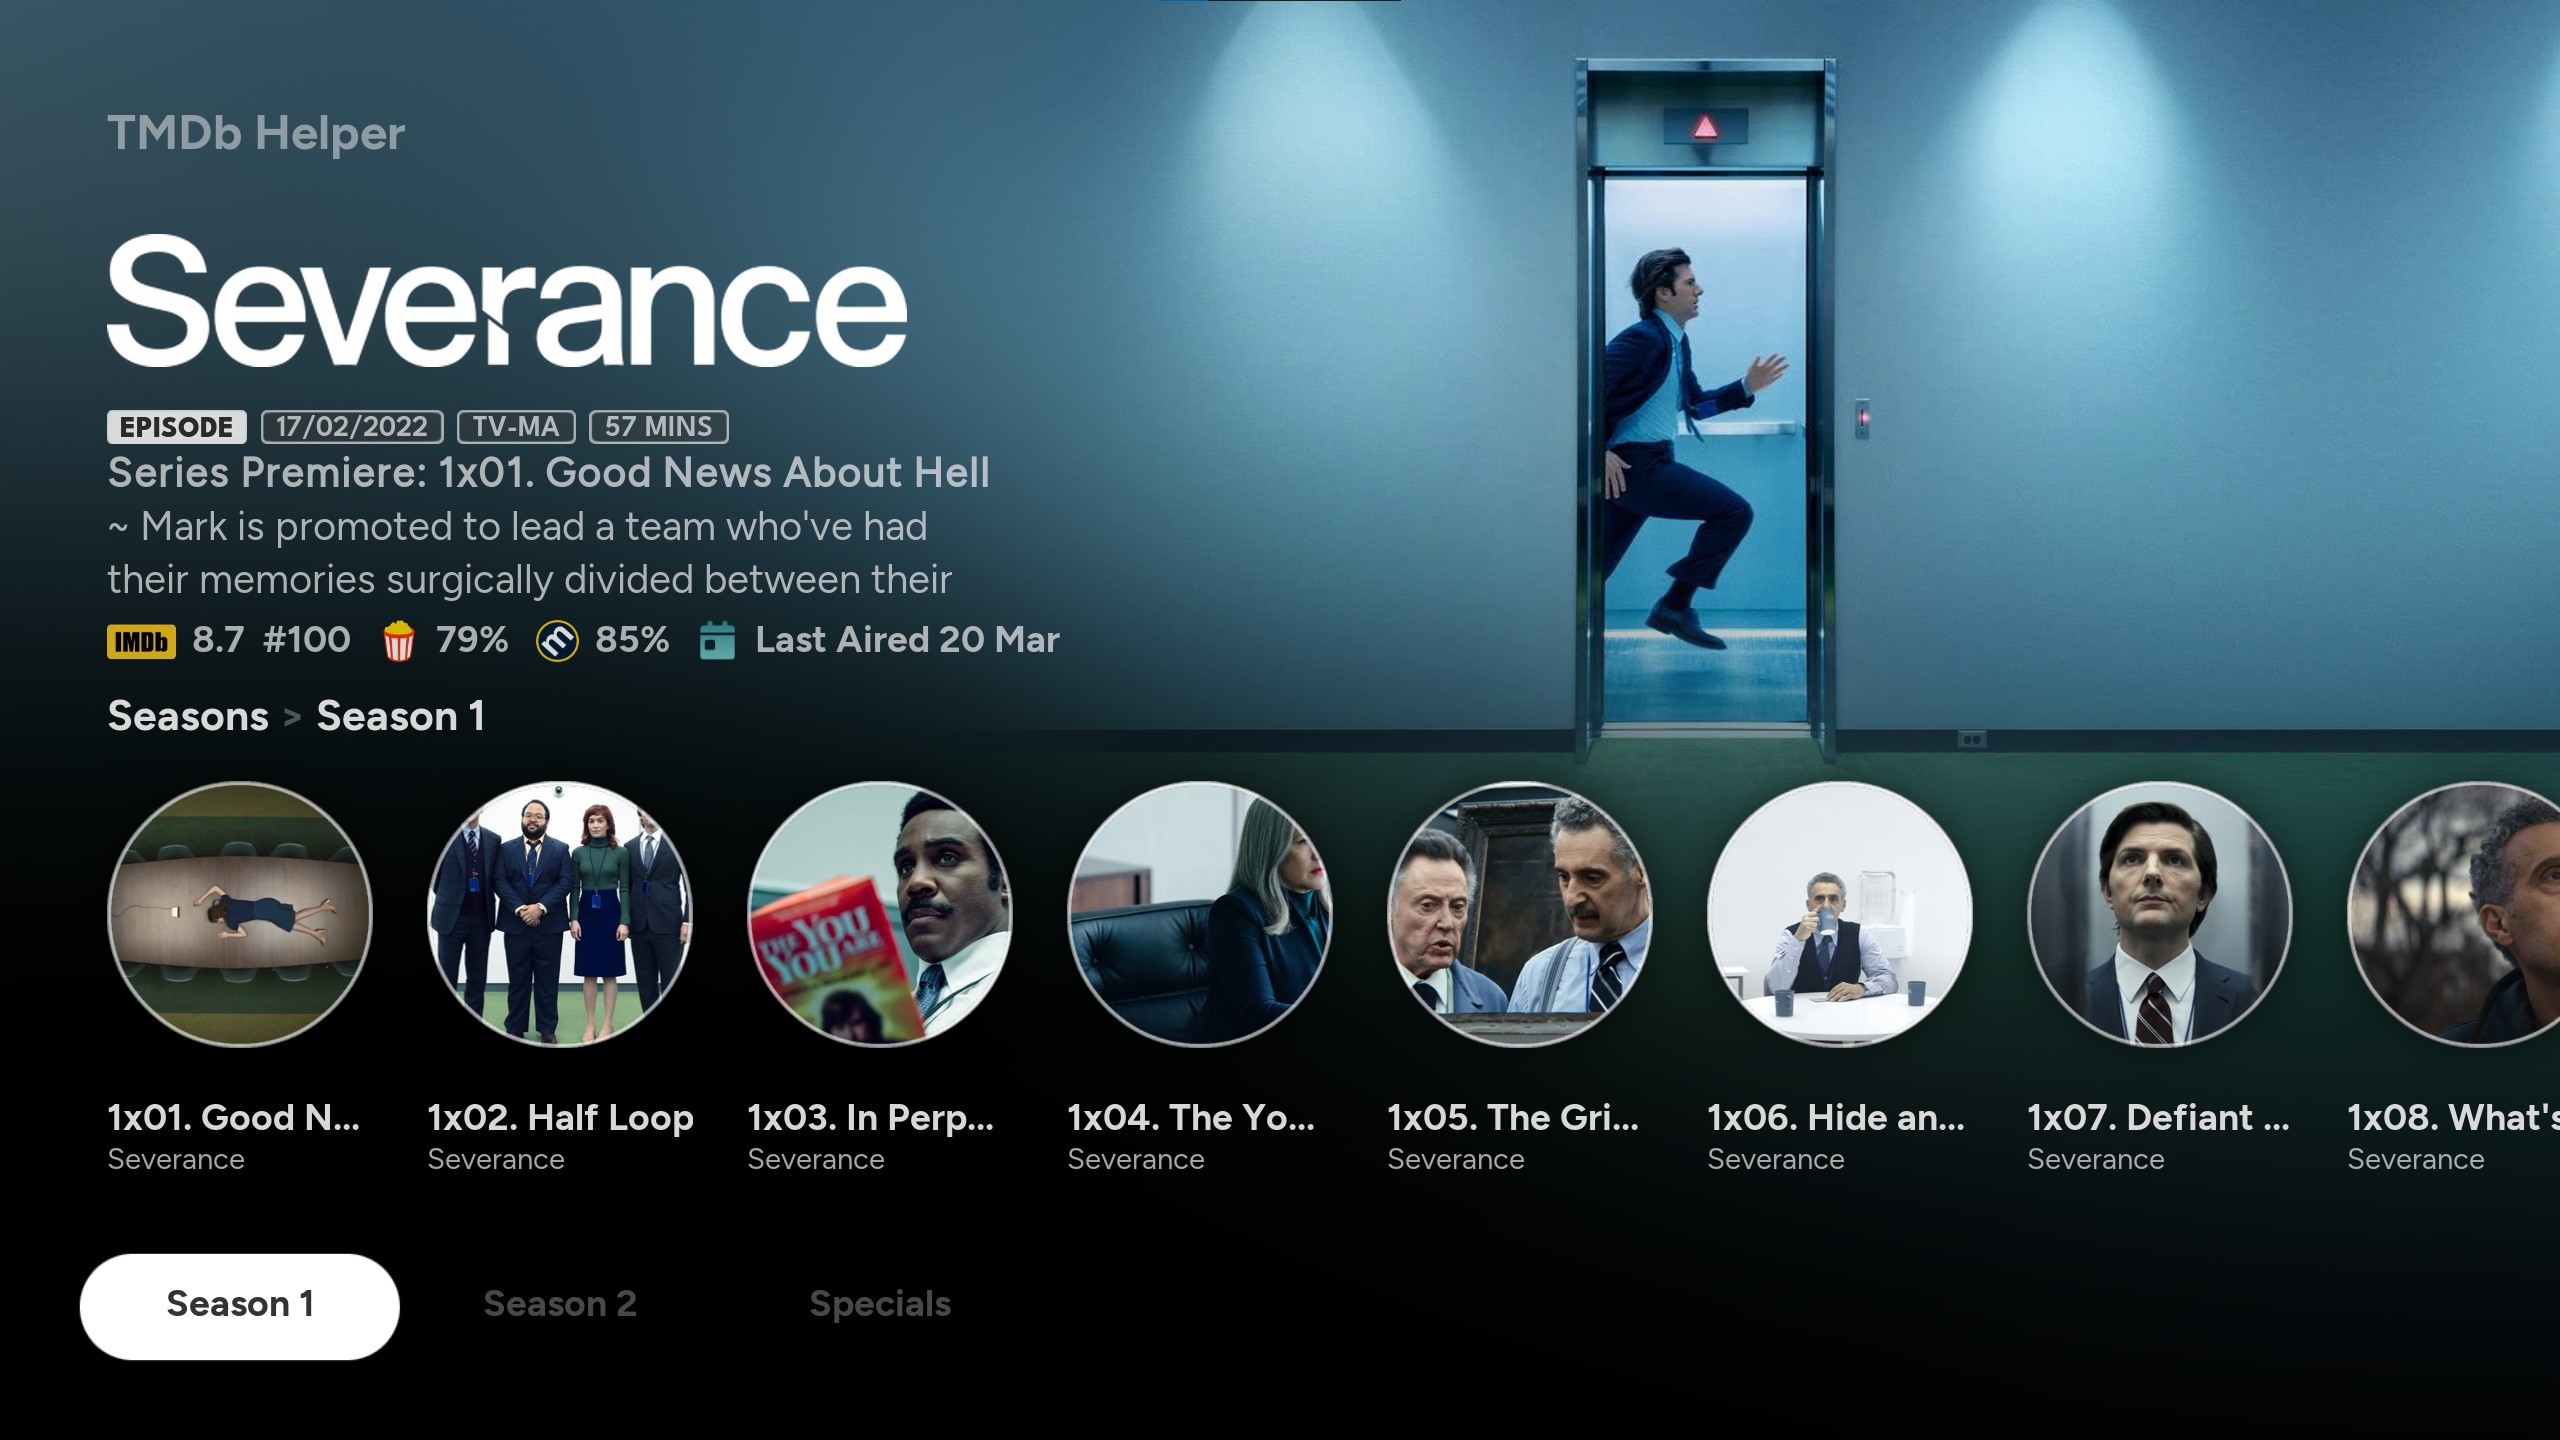 TMDb Helper
Severance
EPISODE 17/02/2022 TV-MA 57 MINS
Series Premiere: 1x01. Good News About Hell
~ Mark is promoted to lead a team who've had
their memories surgically divided between their
IMDb 8.7 #100 79% m 85% Last Aired 20 Mar
Seasons > Season 1
THE YOU YOU ARE
1x01. Good N... 1x02. Half Loop 1x03. In Perp... 1x04. The Yo... 1x05. The Gri... 1x06. Hide an... 1x07. Defiant ... 1x08. What's
Severance Severance Severance Severance Severance Severance Severance Severance
Season 1 Season 2 Specials